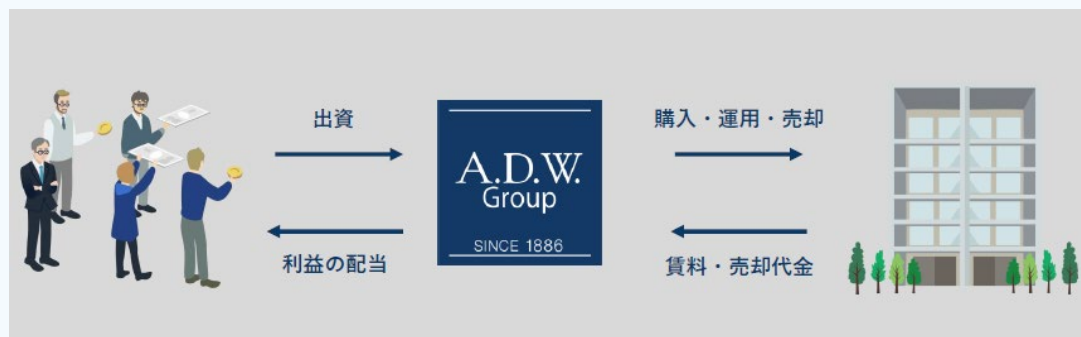 出資
利益の配当
A.D.W.
Group
SINCE 1886
購入・運用・売却
賃料・売却代金